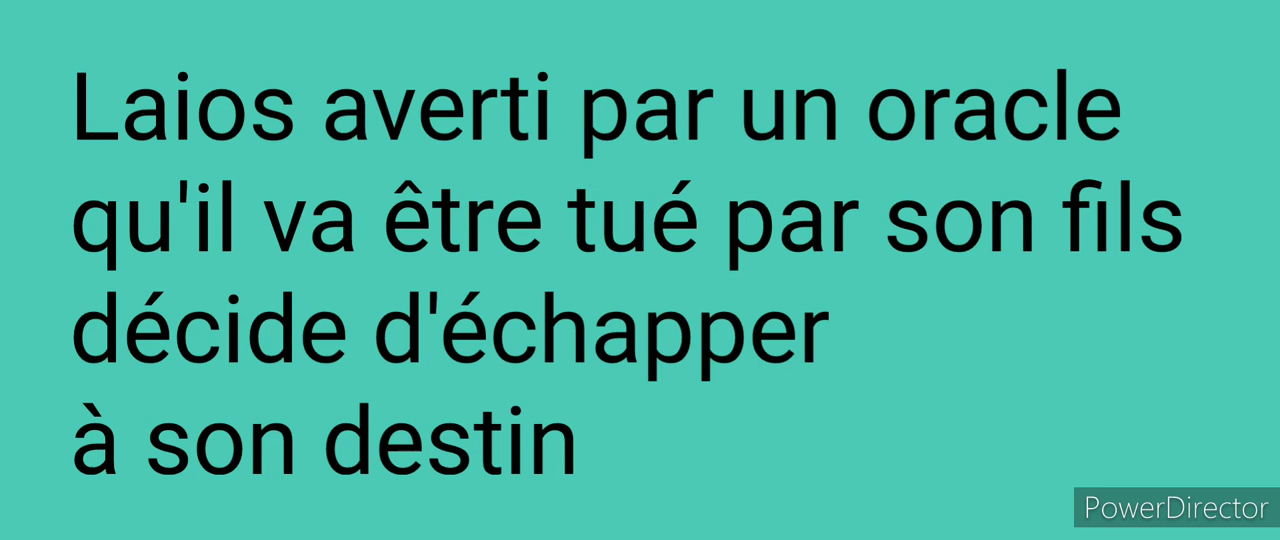 Laios averti par un oracle
qu'il va être tué par son fils
décide d'échapper
à son destin
PowerDirector